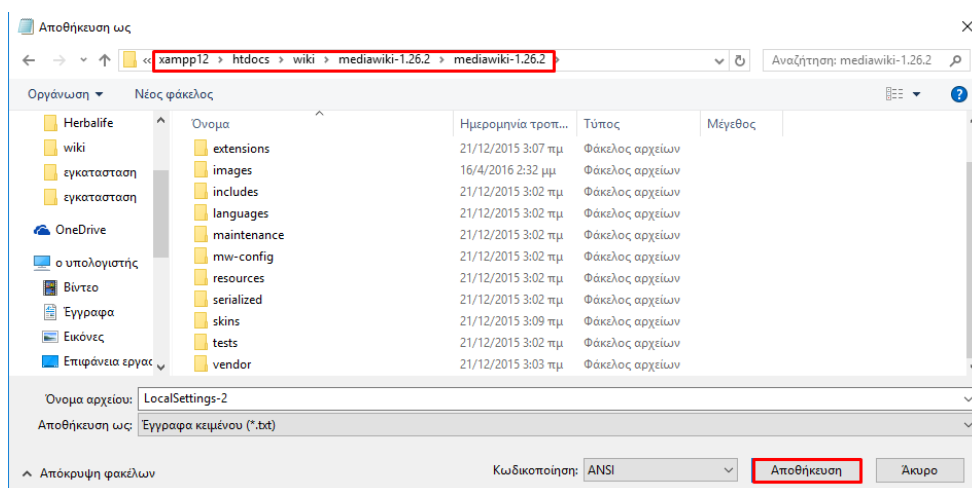 Αποθήκευση ως
« xampp12 > htdocs > wiki > mediawiki-1.26.2 > mediawiki-1.26.2 > Αναζήτηση: mediawiki-1.26.2
Οργάνωση Νέος φάκελος
Όνομα Ημερομηνία τροπ... Τύπος Μέγεθος
Herbalife
wiki
εγκατασταση
εγκατασταση
OneDrive
ο υπολογιστής
Βίντεο
Έγγραφα
Εικόνες
Επιφάνεια εργασ
extensions 21/12/2015 3:07 πμ Φάκελος αρχείων
images 16/4/2016 2:32 μμ Φάκελος αρχείων
includes 21/12/2015 3:02 πμ Φάκελος αρχείων
languages 21/12/2015 3:02 πμ Φάκελος αρχείων
maintenance 21/12/2015 3:02 πμ Φάκελος αρχείων
mw-config 21/12/2015 3:02 πμ Φάκελος αρχείων
resources 21/12/2015 3:02 πμ Φάκελος αρχείων
serialized 21/12/2015 3:02 πμ Φάκελος αρχείων
skins 21/12/2015 3:09 πμ Φάκελος αρχείων
tests 21/12/2015 3:02 πμ Φάκελος αρχείων
vendor 21/12/2015 3:03 πμ Φάκελος αρχείων
Όνομα αρχείου: LocalSettings-2
Αποθήκευση ως: Έγγραφα κειμένου (*.txt)
Απόκρυψη φακέλων Κωδικοποίηση: ANSI Αποθήκευση Άκυρο